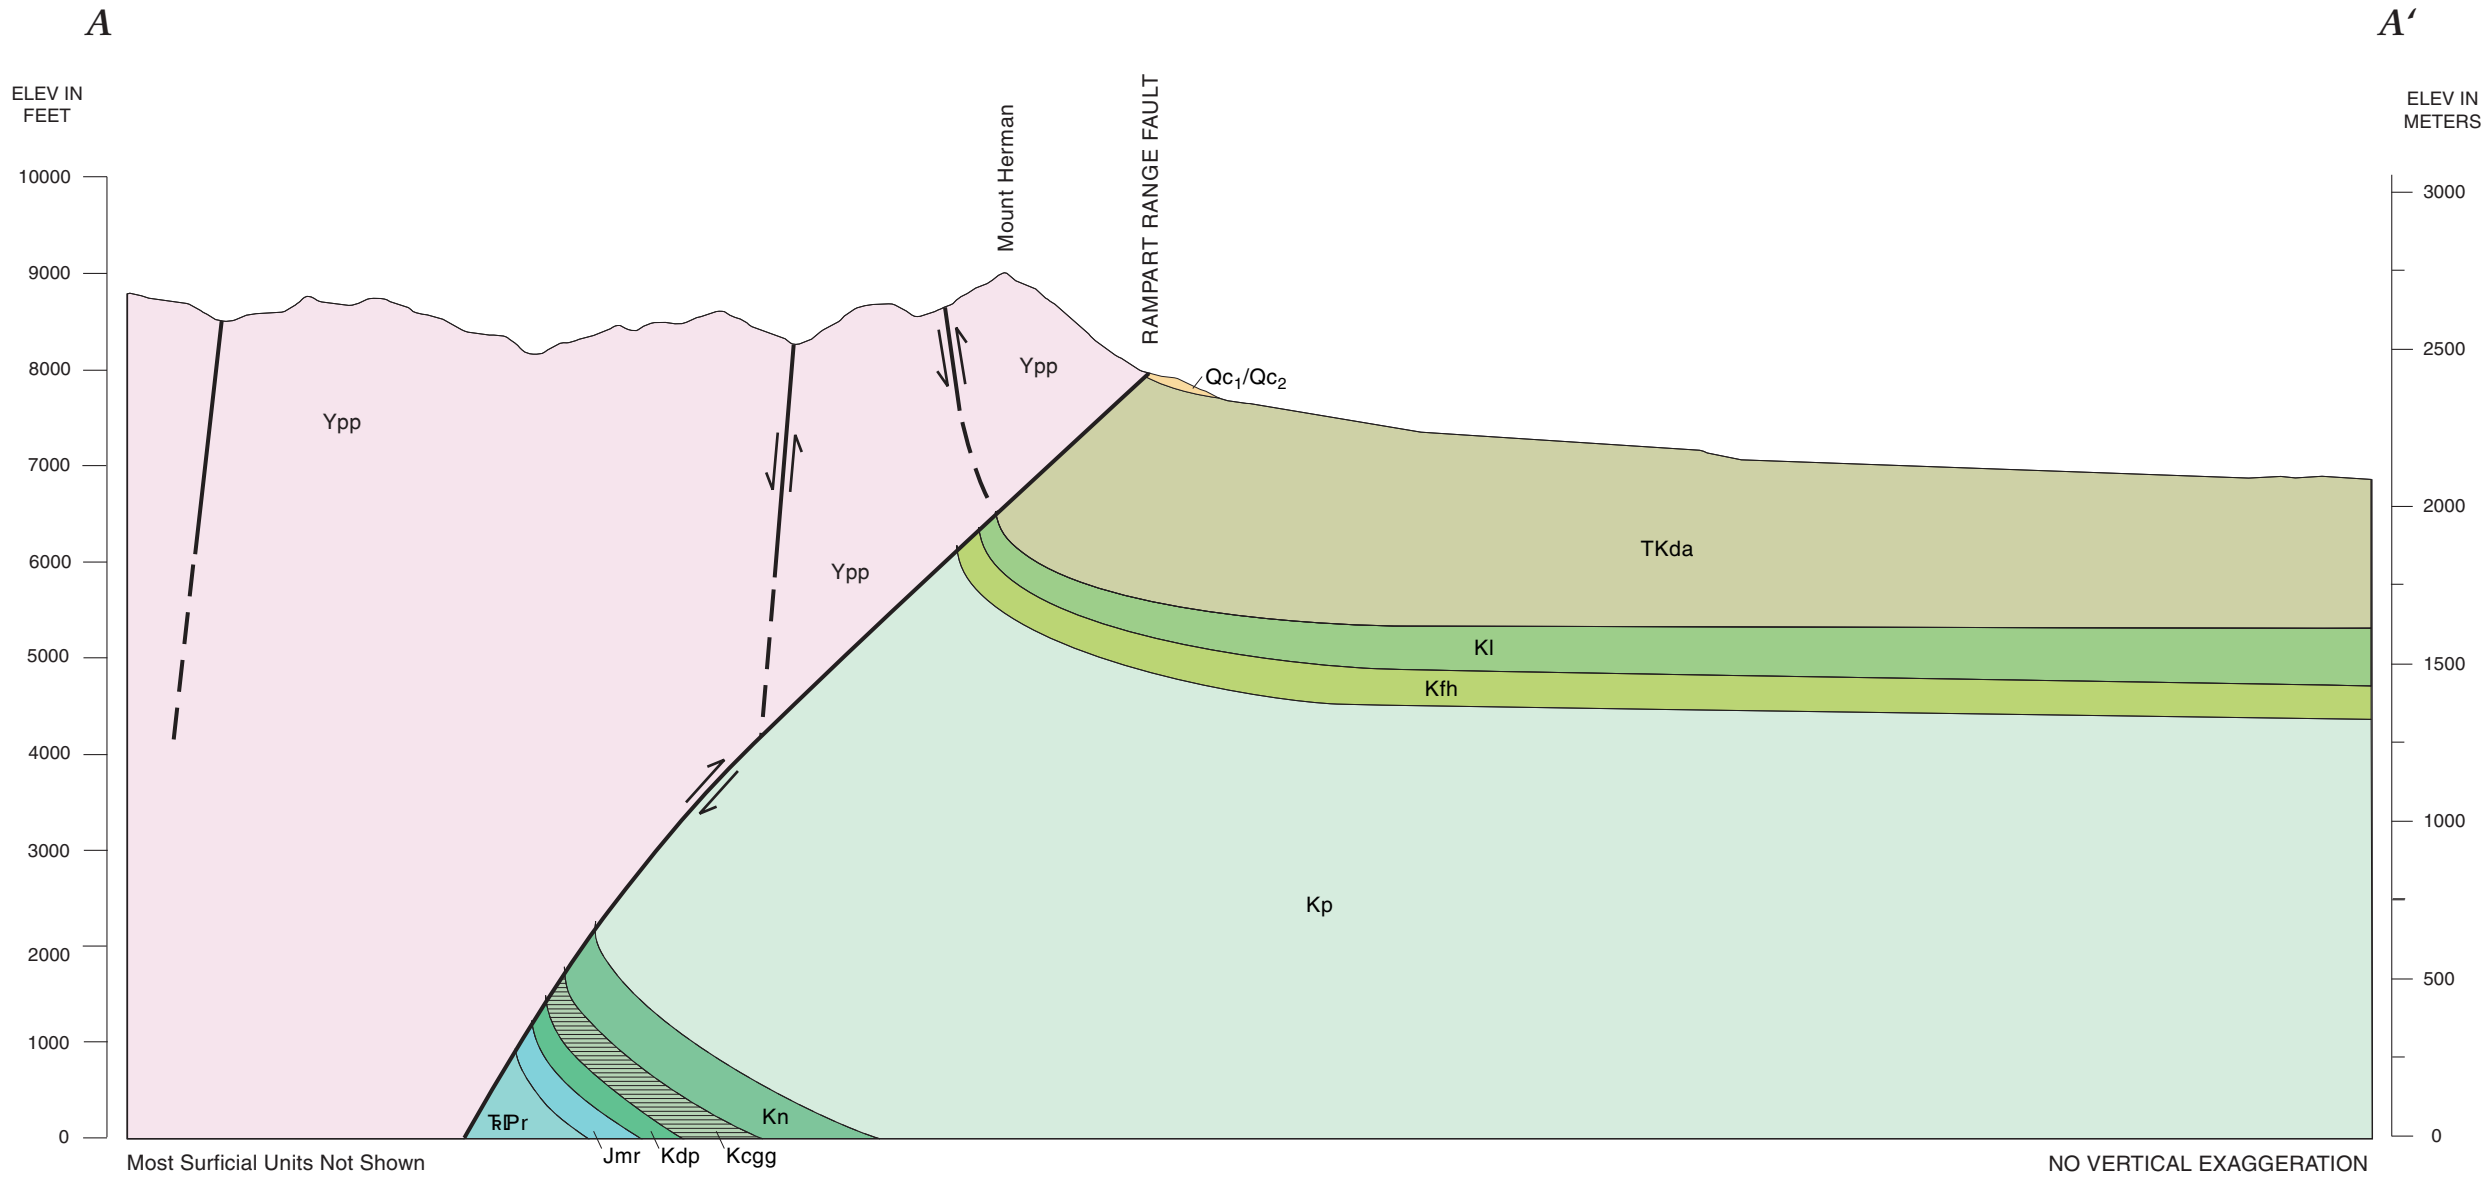 A
A‘
ELEV IN
FEET
ELEV IN
METERS
Mount Herman
RAMPART RANGE FAULT
10000
9000
8000
7000
6000
5000
4000
3000
2000
1000
0
3000
2500
2000
1500
1000
500
0
Ypp
Ypp
Ypp
Qc1/Qc2
TKda
Kl
Kfh
Kp
Kn
Jmr
Kdp
Kcgg
Most Surficial Units Not Shown
NO VERTICAL EXAGGERATION